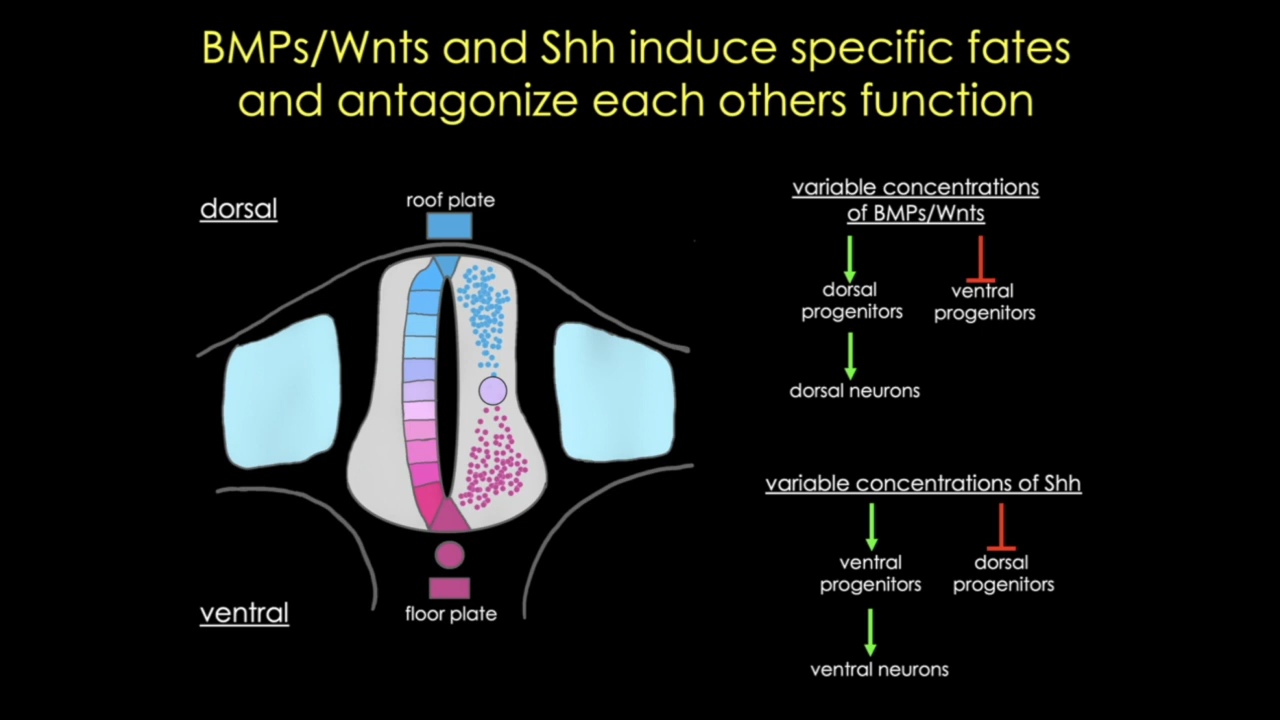 BMPs/Wnts and Shh induce specific fates
and antagonize each others function
dorsal
roof plate
ventral
floor plate
variable concentrations
of BMPs/Wnts
dorsal
progenitors
ventral
progenitors
dorsal neurons
variable concentrations of Shh
ventral
progenitors
dorsal
progenitors
ventral neurons